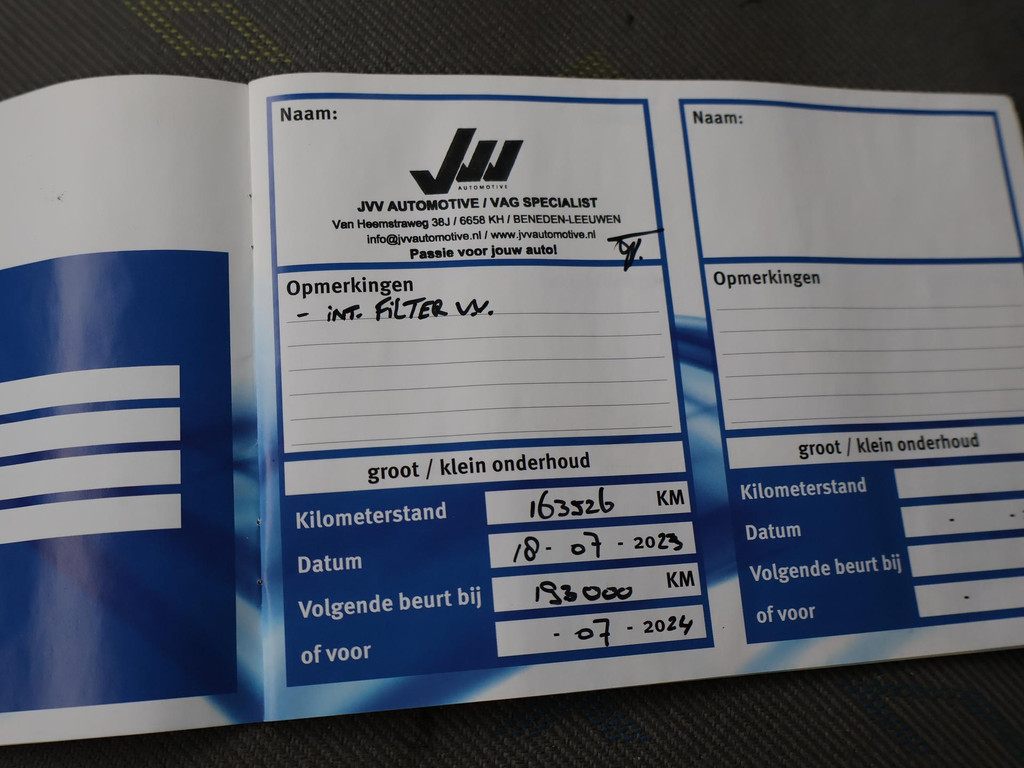 Naam:
JVV
AUTOMOTIVE
JVV AUTOMOTIVE / VAG SPECIALIST
Van Heemstraweg 38J / 6658 KH / BENEDEN-LEEUWEN
info@jvvautomotive.nl / www.jvvautomotive.nl
Passie voor jouw auto!
Opmerkingen
- iNT. FiLTER VV.
groot / klein onderhoud
Kilometerstand 163526 KM
Datum 18 - 07 - 2023
Volgende beurt bij 193000 KM
of voor - 07 - 2024
Naam:
Opmerkingen
groot / klein onderhoud
Kilometerstand
Datum - -
Volgende beurt bij
of voor -